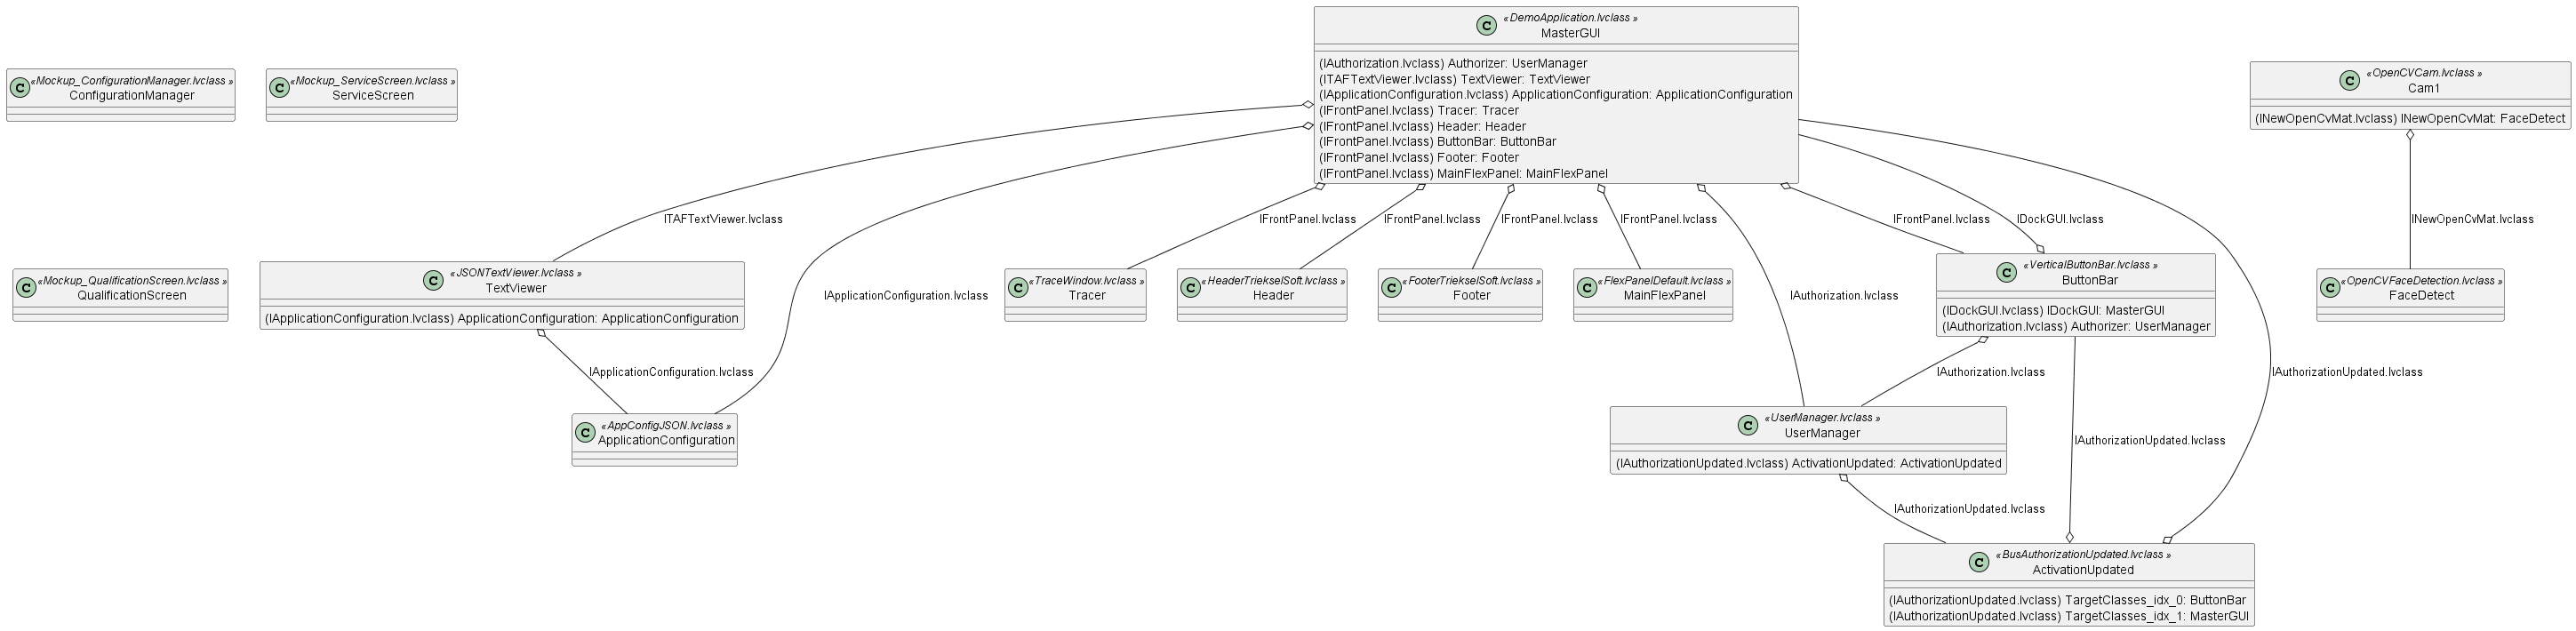 C «DemoApplication.lvclass »
MasterGUI
(IAuthorization.lvclass) Authorizer: UserManager
(ITAFTextViewer.lvclass) TextViewer: TextViewer
(IApplicationConfiguration.lvclass) ApplicationConfiguration: ApplicationConfiguration
(IFrontPanel.lvclass) Tracer: Tracer
(IFrontPanel.lvclass) Header: Header
(IFrontPanel.lvclass) ButtonBar: ButtonBar
(IFrontPanel.lvclass) Footer: Footer
(IFrontPanel.lvclass) MainFlexPanel: MainFlexPanel
C «Mockup_ConfigurationManager.lvclass »
ConfigurationManager
C «Mockup_ServiceScreen.lvclass »
ServiceScreen
C «OpenCVCam.lvclass »
Cam1
(INewOpenCvMat.lvclass) INewOpenCvMat: FaceDetect
ITAFTextViewer.lvclass
IFrontPanel.lvclass
IFrontPanel.lvclass
IFrontPanel.lvclass
IFrontPanel.lvclass
IFrontPanel.lvclass
IDockGUI.lvclass
INewOpenCvMat.lvclass
C «Mockup_QualificationScreen.lvclass »
QualificationScreen
C «JSONTextViewer.lvclass »
TextViewer
(IApplicationConfiguration.lvclass) ApplicationConfiguration: ApplicationConfiguration
IApplicationConfiguration.lvclass
C «TraceWindow.lvclass »
Tracer
C «HeaderTriekselSoft.lvclass »
Header
C «FooterTriekselSoft.lvclass »
Footer
C «FlexPanelDefault.lvclass »
MainFlexPanel
IAuthorization.lvclass
C «VerticalButtonBar.lvclass »
ButtonBar
(IDockGUI.lvclass) IDockGUI: MasterGUI
(IAuthorization.lvclass) Authorizer: UserManager
C «OpenCVFaceDetection.lvclass »
FaceDetect
IApplicationConfiguration.lvclass
IAuthorization.lvclass
IAuthorizationUpdated.lvclass
C «AppConfigJSON.lvclass »
ApplicationConfiguration
C «UserManager.lvclass »
UserManager
(IAuthorizationUpdated.lvclass) ActivationUpdated: ActivationUpdated
IAuthorizationUpdated.lvclass
IAuthorizationUpdated.lvclass
C «BusAuthorizationUpdated.lvclass »
ActivationUpdated
(IAuthorizationUpdated.lvclass) TargetClasses_idx_0: ButtonBar
(IAuthorizationUpdated.lvclass) TargetClasses_idx_1: MasterGUI